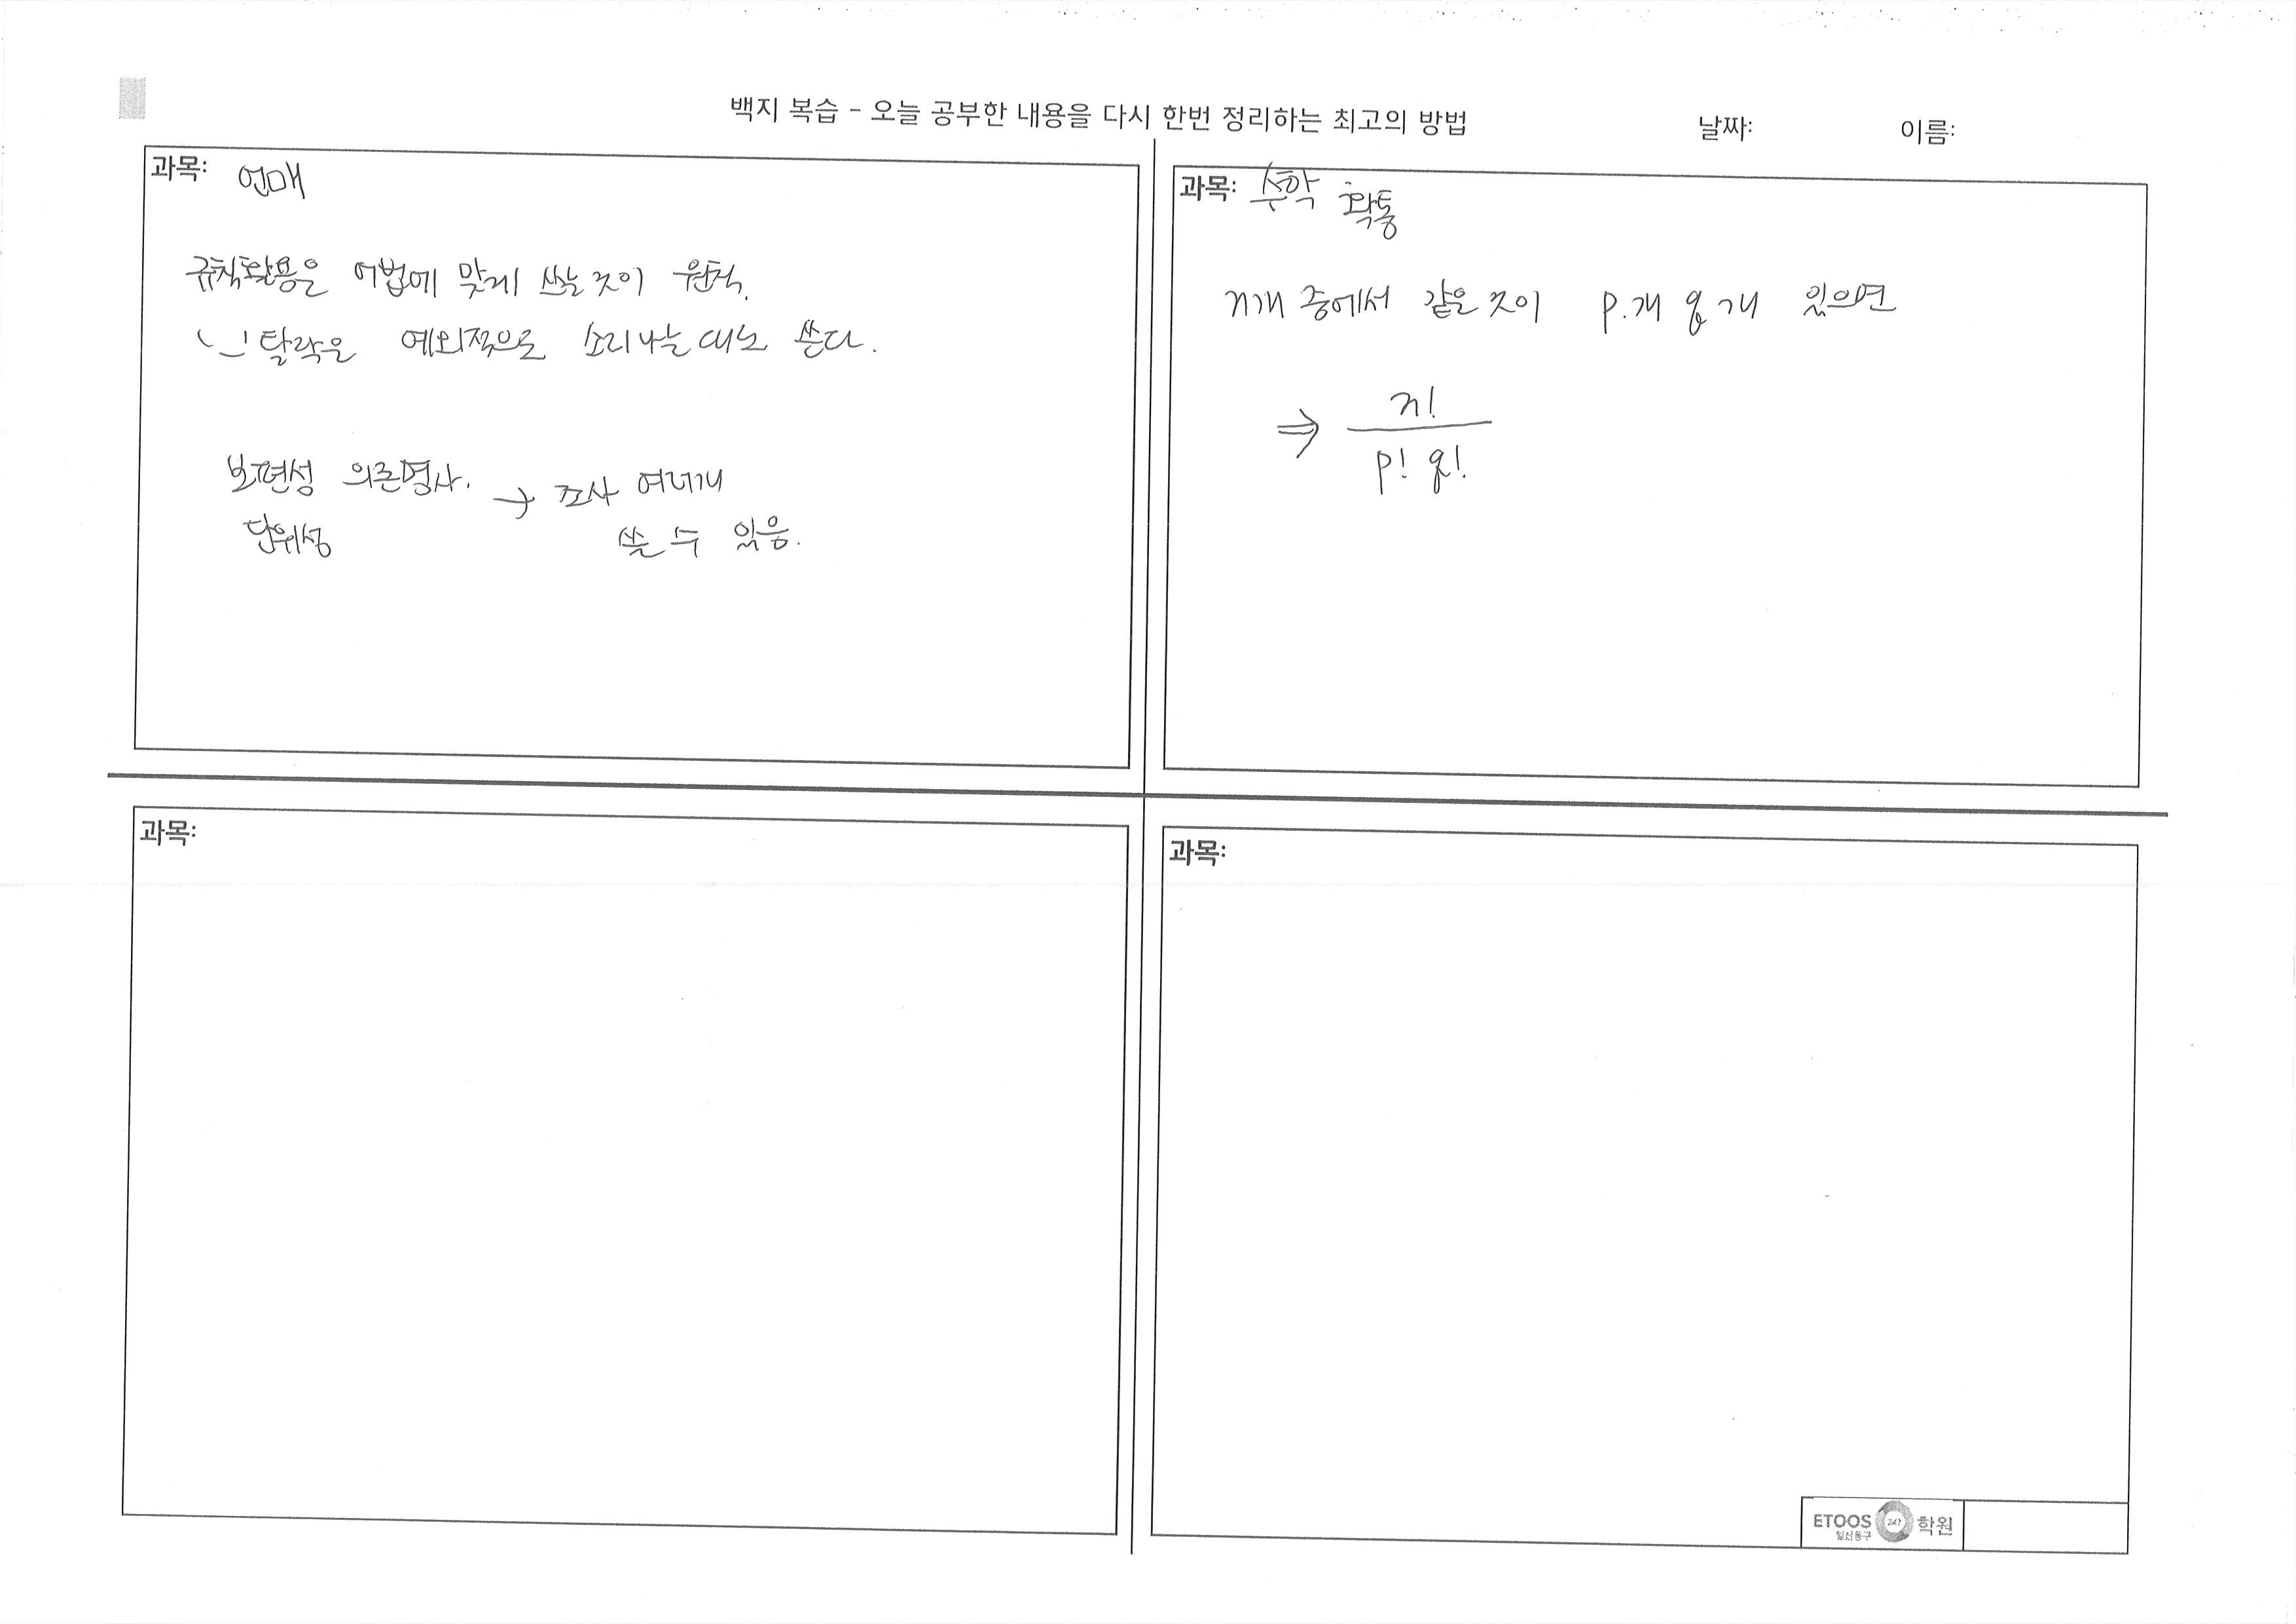 백지 복습 - 오늘 공부한 내용을 다시 한번 정리하는 최고의 방법 날짜: 이름:
과목: 언매
규칙활용은 어법에 맞게 쓰는 것이 원칙.
'ㅡ' 탈락은 예외적으로 소리나는 대로 쓴다.
보편성 의존명사. → 조사 여러개
단위성 쓸 수 있음.
과목: 수학 확통
n개 중에서 같은 것이 p개 q개 있으면
⇒ n!
p! q!
과목:
과목:
ETOOS 247 학원
일산동구